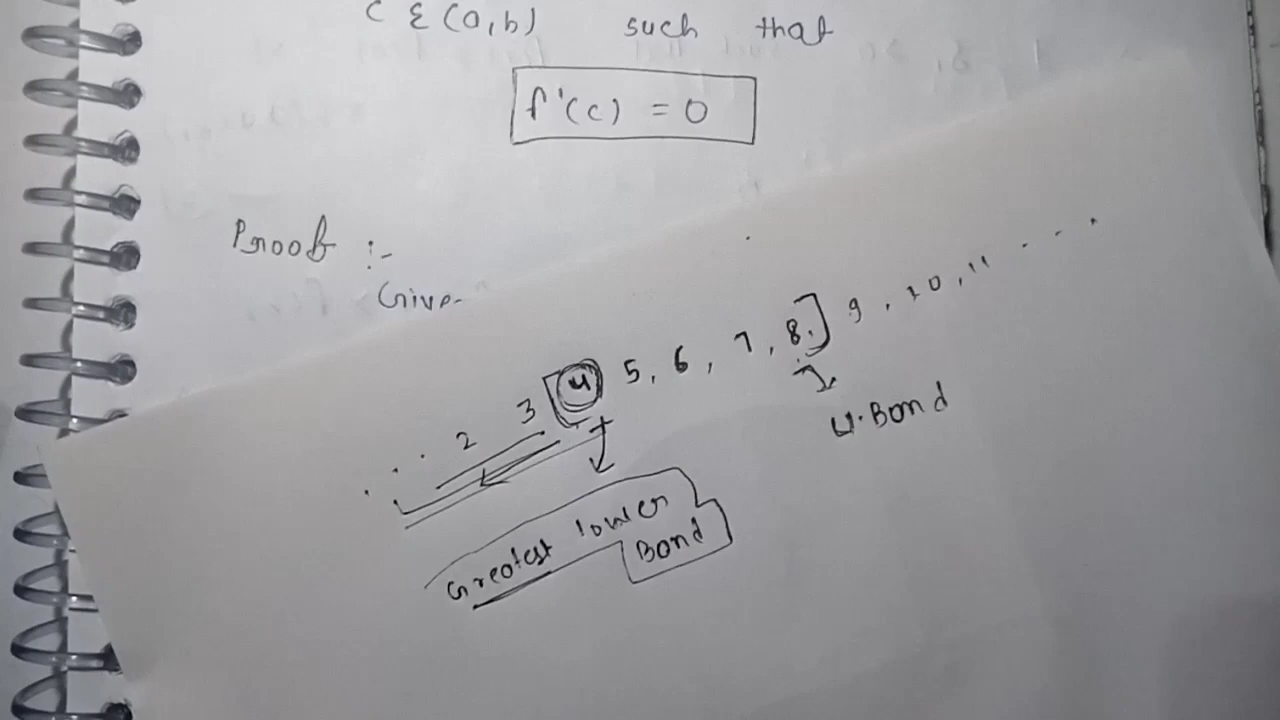 C ε (a,b) such that
f'(c) = 0
Proof :-
Give
. . . 2 3 [4 5, 6, 7, 8,] 9, 10, 11 . . .
U.Bond
Greatest lower
Bond